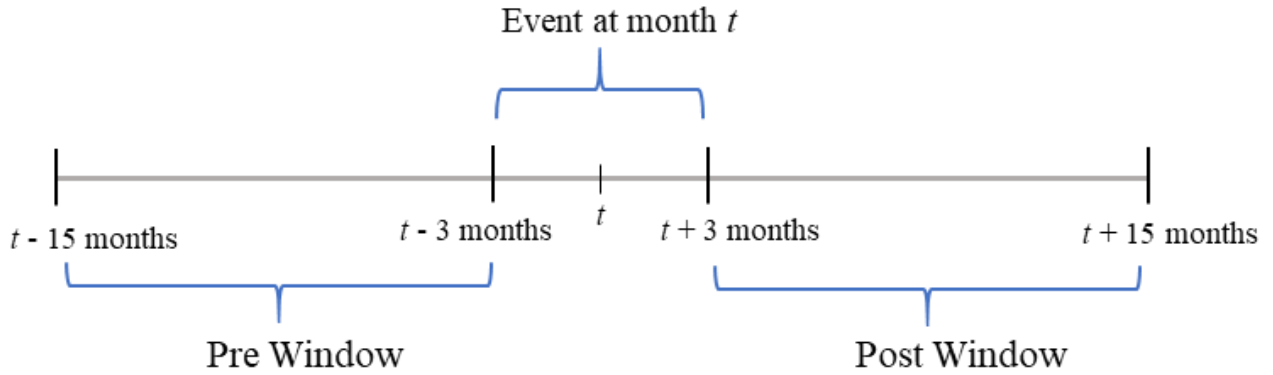 Event at month t
t - 15 months
t - 3 months
t
t + 3 months
t + 15 months
Pre Window
Post Window